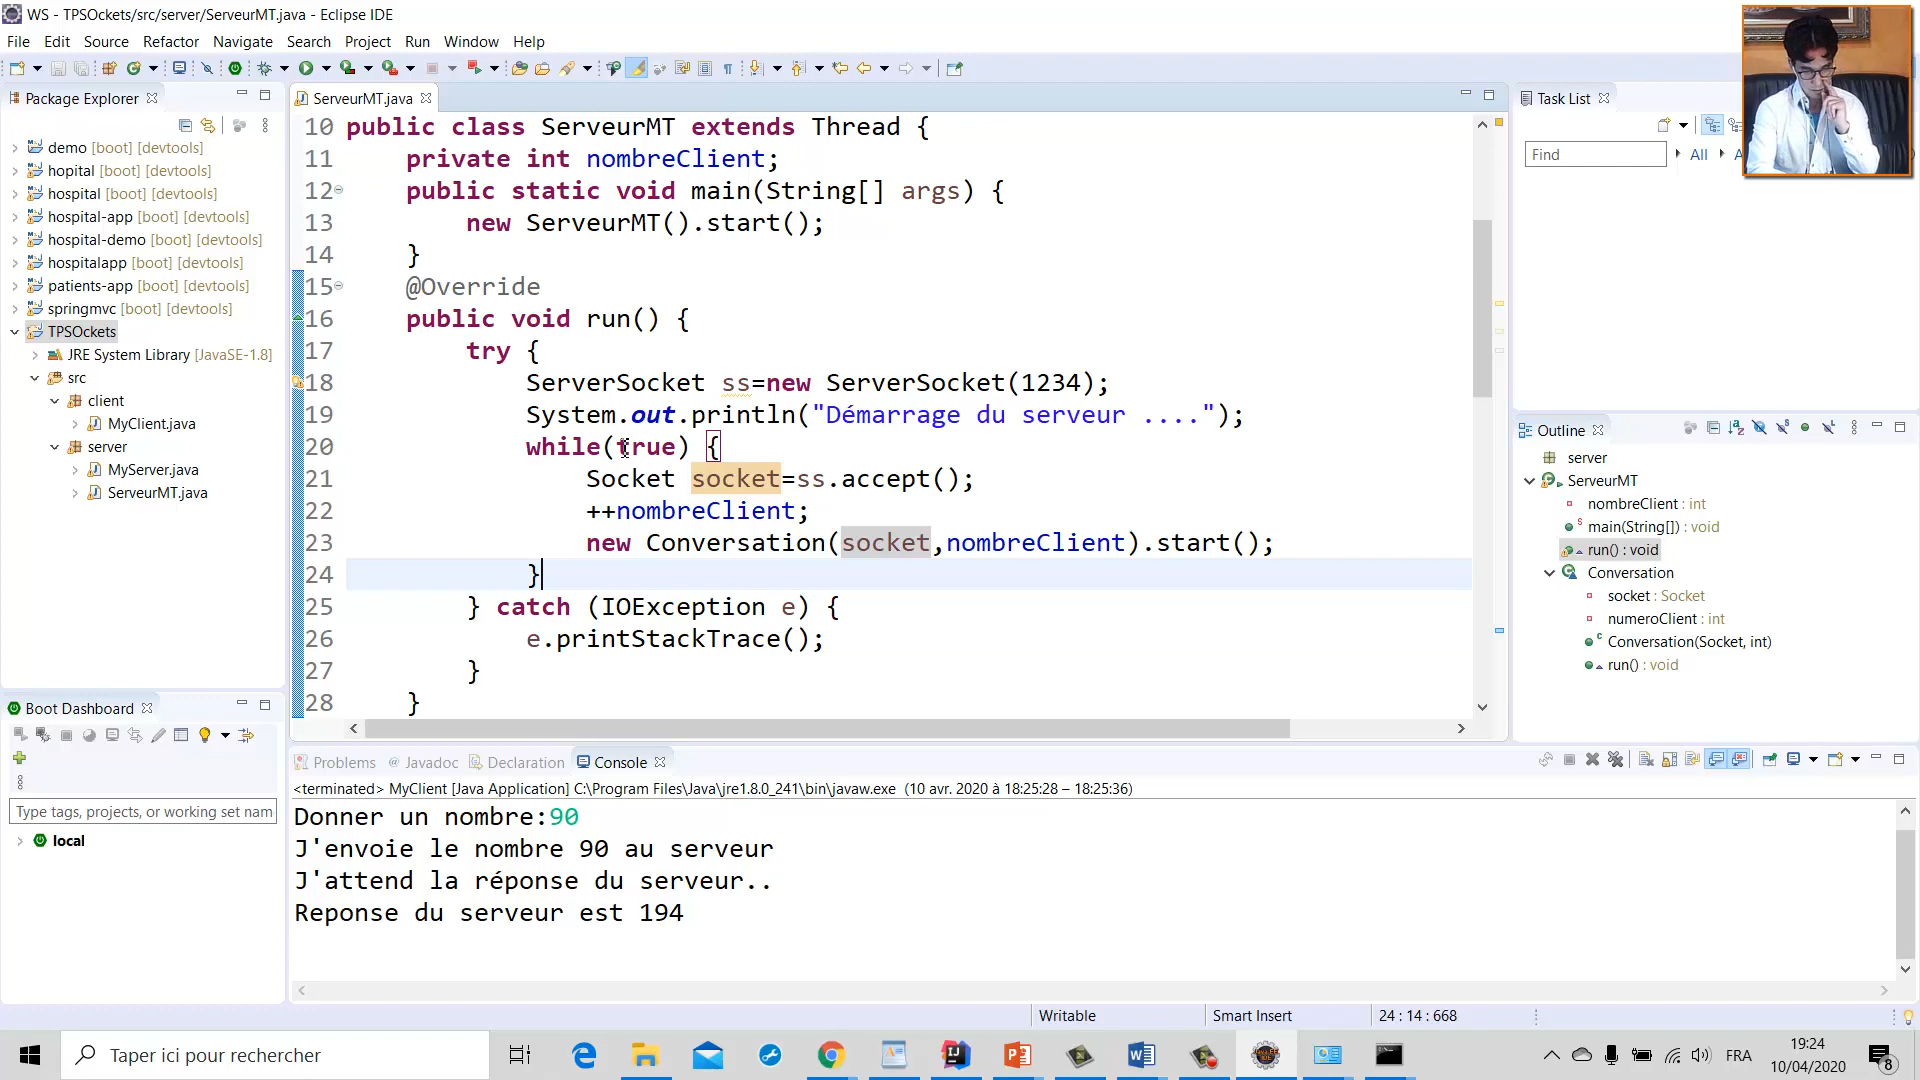 WS - TPSOckets/src/server/ServeurMT.java - Eclipse IDE
File Edit Source Refactor Navigate Search Project Run Window Help
Package Explorer
demo [boot] [devtools]
hopital [boot] [devtools]
hospital [boot] [devtools]
hospital-app [boot] [devtools]
hospital-demo [boot] [devtools]
hospitalapp [boot] [devtools]
patients-app [boot] [devtools]
springmvc [boot] [devtools]
TPSOckets
JRE System Library [JavaSE-1.8]
src
client
MyClient.java
server
MyServer.java
ServeurMT.java
ServeurMT.java
10 public class ServeurMT extends Thread {
11 private int nombreClient;
12 public static void main(String[] args) {
13 new ServeurMT().start();
14 }
15 @Override
16 public void run() {
17 try {
18 ServerSocket ss=new ServerSocket(1234);
19 System.out.println("Démarrage du serveur ....");
20 while(true) {
21 Socket socket=ss.accept();
22 ++nombreClient;
23 new Conversation(socket,nombreClient).start();
24 }
25 } catch (IOException e) {
26 e.printStackTrace();
27 }
28 }
Task List
Find
All
Outline
server
ServeurMT
nombreClient : int
main(String[]) : void
run() : void
Conversation
socket : Socket
numeroClient : int
Conversation(Socket, int)
run() : void
Boot Dashboard
Type tags, projects, or working set nam
local
Problems Javadoc Declaration Console
<terminated> MyClient [Java Application] C:\Program Files\Java\jre1.8.0_241\bin\javaw.exe (10 avr. 2020 à 18:25:28 – 18:25:36)
Donner un nombre:90
J'envoie le nombre 90 au serveur
J'attend la réponse du serveur..
Reponse du serveur est 194
Writable Smart Insert 24 : 14 : 668
Taper ici pour rechercher
FRA
19:24
10/04/2020
8